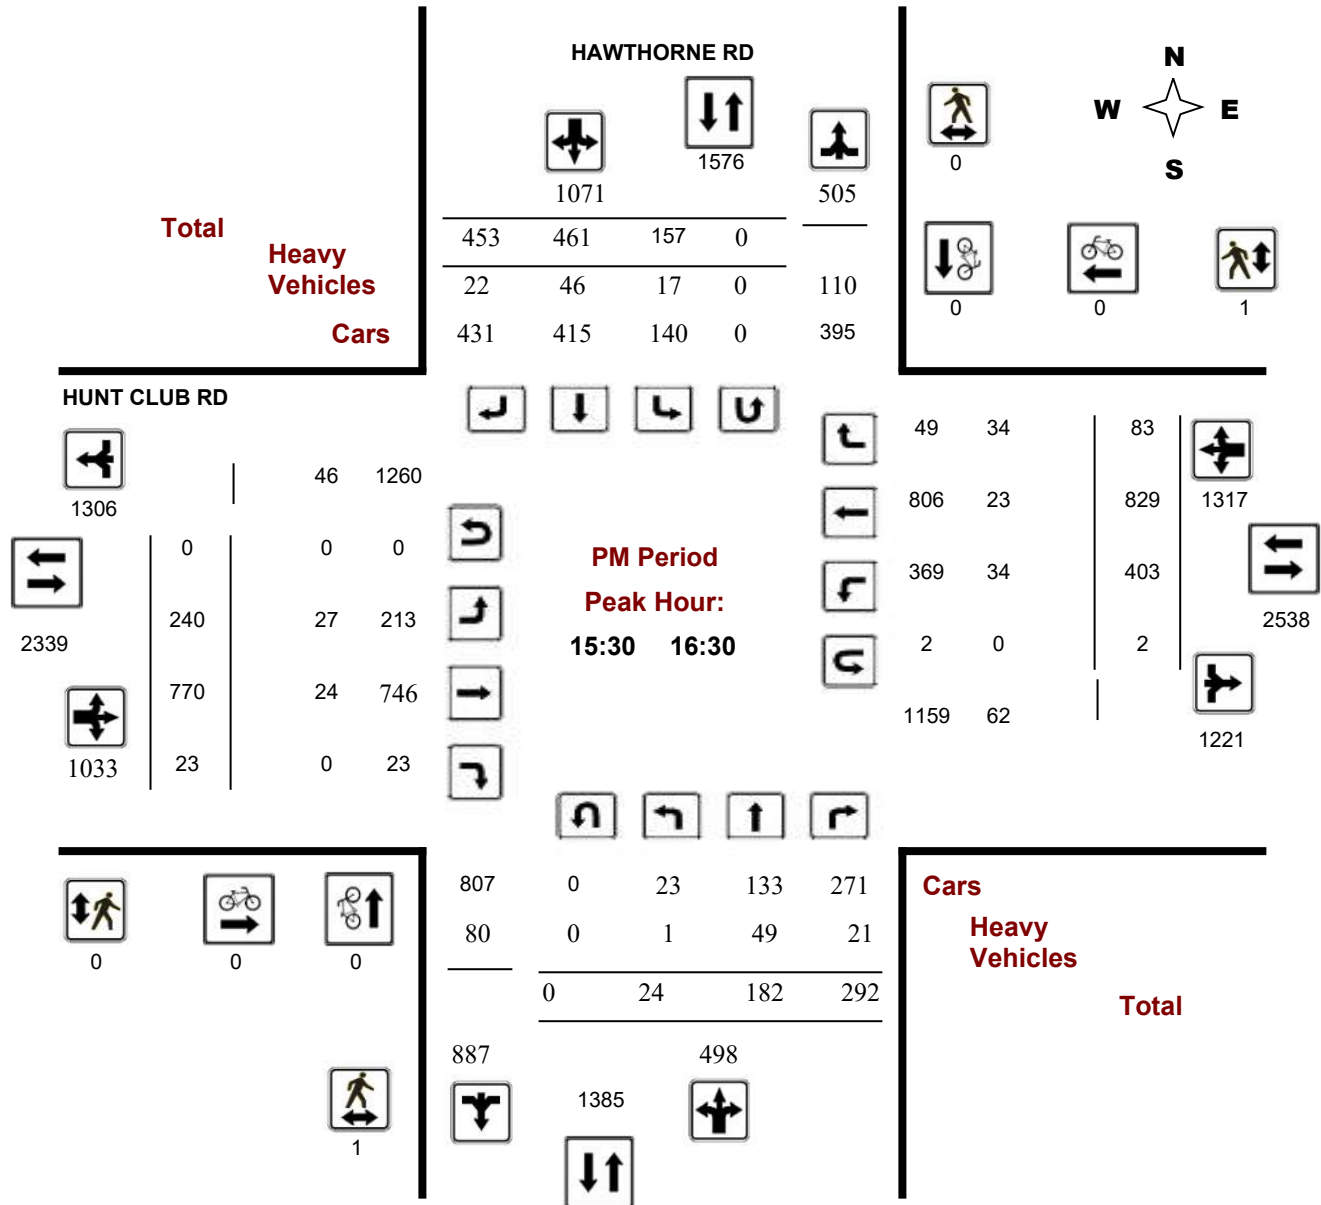 HAWTHORNE RD
N
W E
S
1576
0
1071 505
Total
453 461 157 0
Heavy
Vehicles
22 46 17 0 110
0 0 1
Cars
431 415 140 0 395
HUNT CLUB RD
49 34 83
46 1260
1306
806 23 829 1317
0 0 0
PM Period
369 34 403
Peak Hour:
240 27 213
2538
2339
15:30 16:30
2 0 2
770 24 746
1159 62
1221
1033 23 0 23
807 0 23 133 271
Cars
80 0 1 49 21
Heavy
Vehicles
0 0 0
0 24 182 292
Total
887 498
1385
1